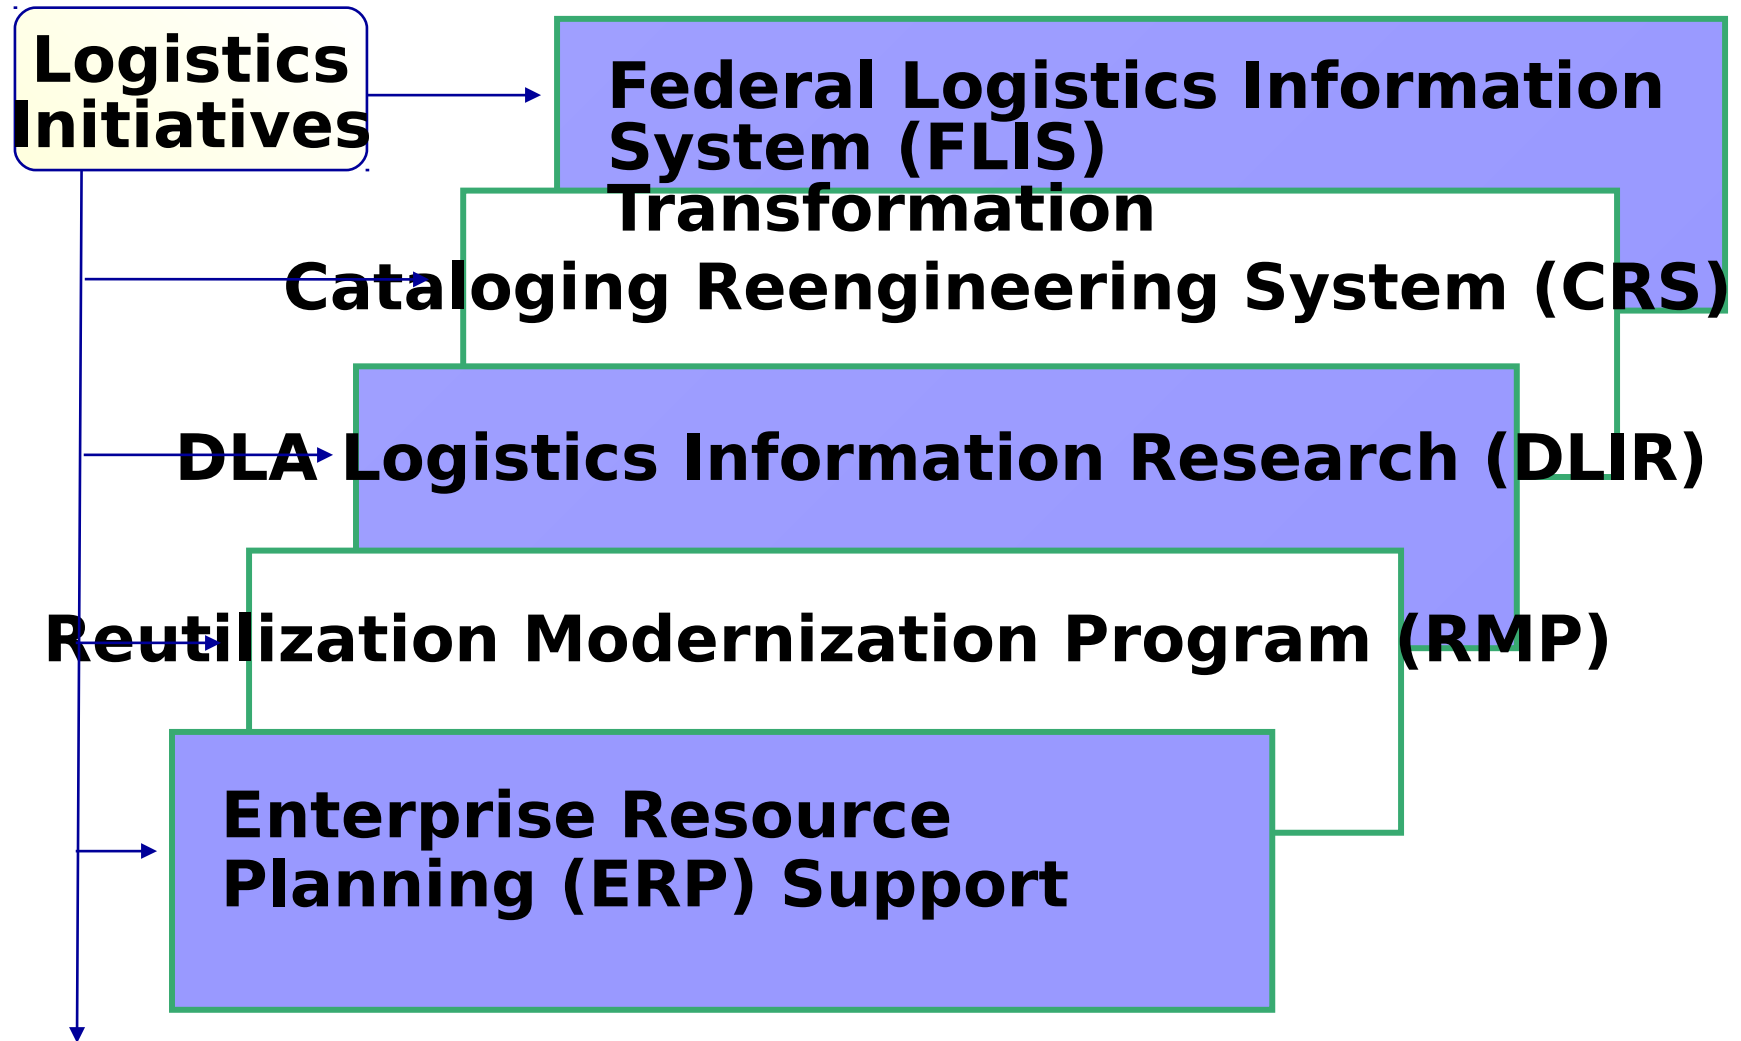 Logistics
Initiatives
Federal Logistics Information
System (FLIS)
Transformation
Cataloging Reengineering System (CRS)
DLA Logistics Information Research (DLIR)
Reutilization Modernization Program (RMP)
Enterprise Resource
Planning (ERP) Support